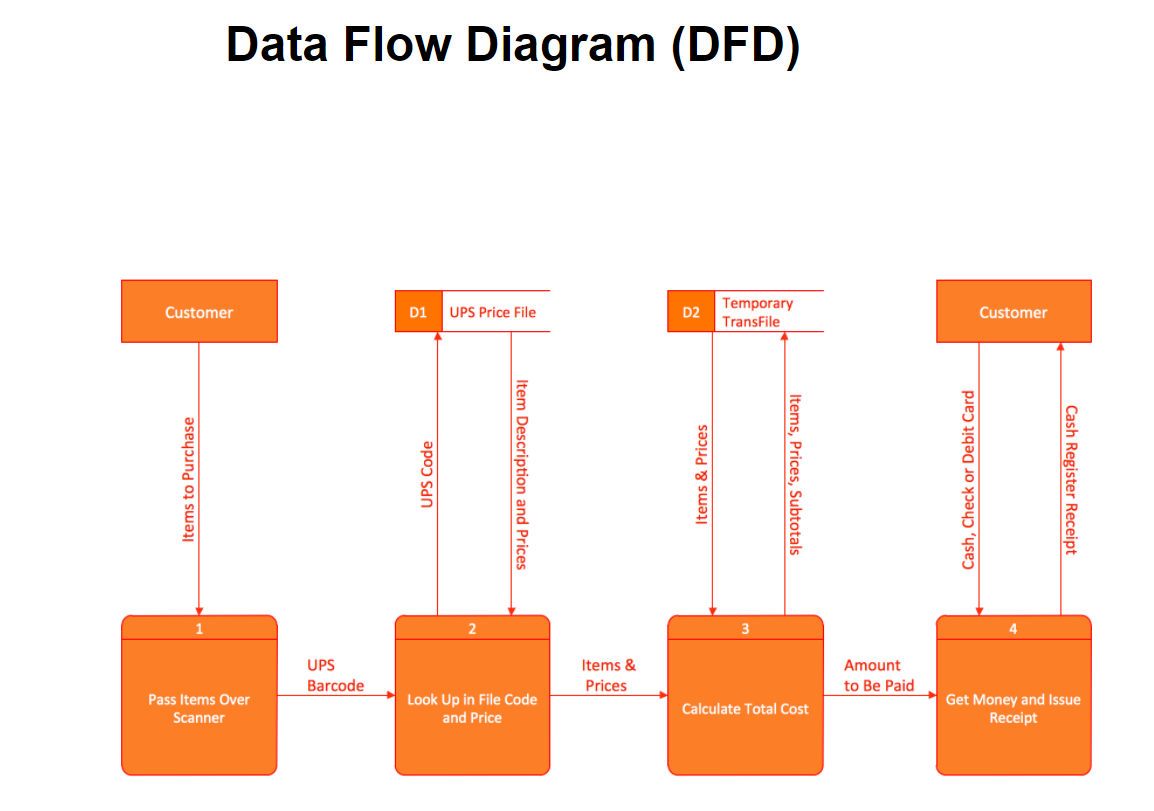 Data Flow Diagram (DFD)
Customer
D1
UPS Price File
D2
Temporary
TransFile
Customer
Items to Purchase
UPS Code
Item Description and Prices
Items & Prices
Items, Prices, Subtotals
Cash, Check or Debit Card
Cash Register Receipt
1
Pass Items Over
Scanner
UPS
Barcode
2
Look Up in File Code
and Price
Items &
Prices
3
Calculate Total Cost
Amount
to Be Paid
4
Get Money and Issue
Receipt